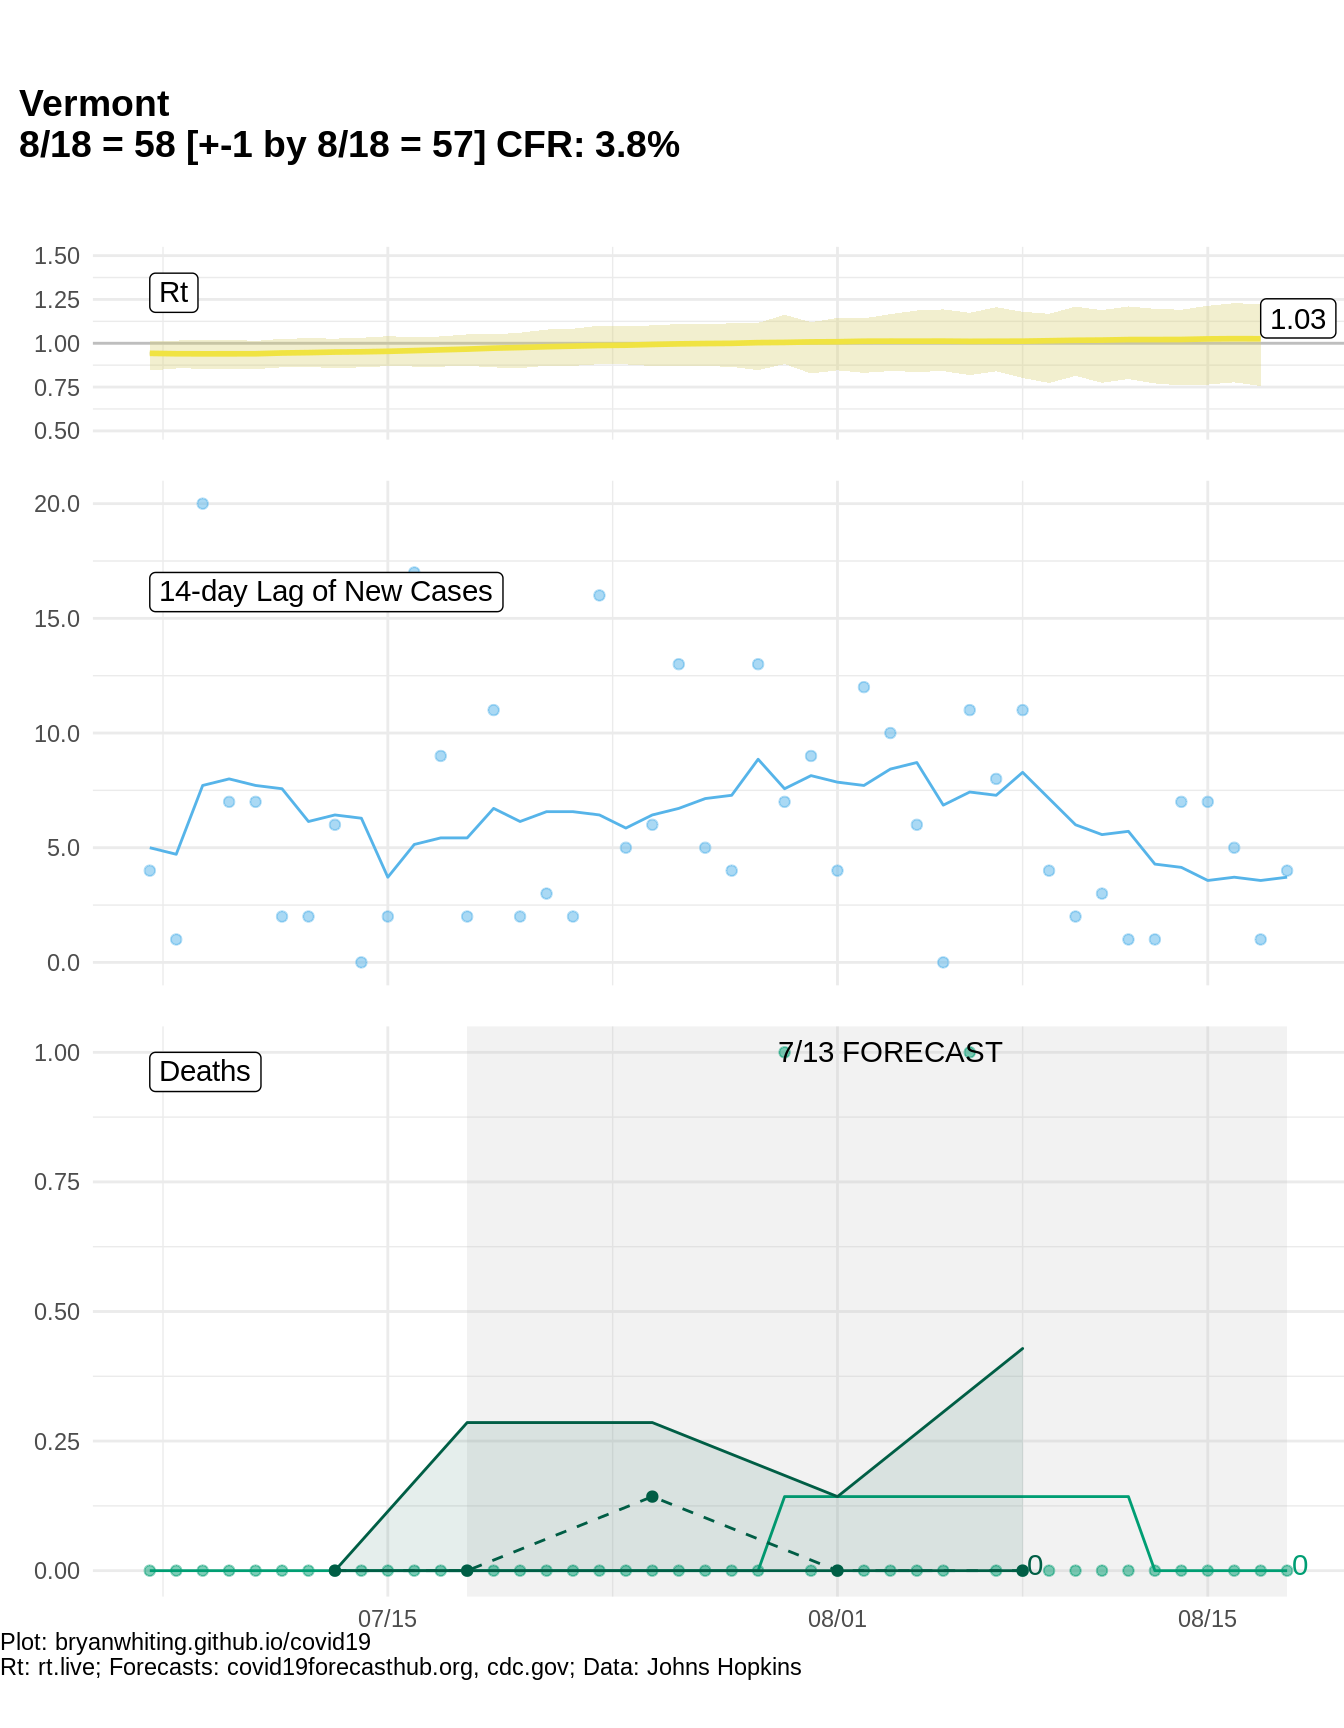 Vermont
8/18 = 58 [+-1 by 8/18 = 57] CFR: 3.8%
1.50
Rt
1.25
1.03
1.00
0.75
0.50
20.0
14-day Lag of New Cases
15.0
10.0
5.0
0.0
1.00
7/13 FORECAST
Deaths
0.75
0.50
0.25
0.00
0
0
07/15
08/01
08/15
Plot: bryanwhiting.github.io/covid19
Rt: rt.live; Forecasts: covid19forecasthub.org, cdc.gov; Data: Johns Hopkins